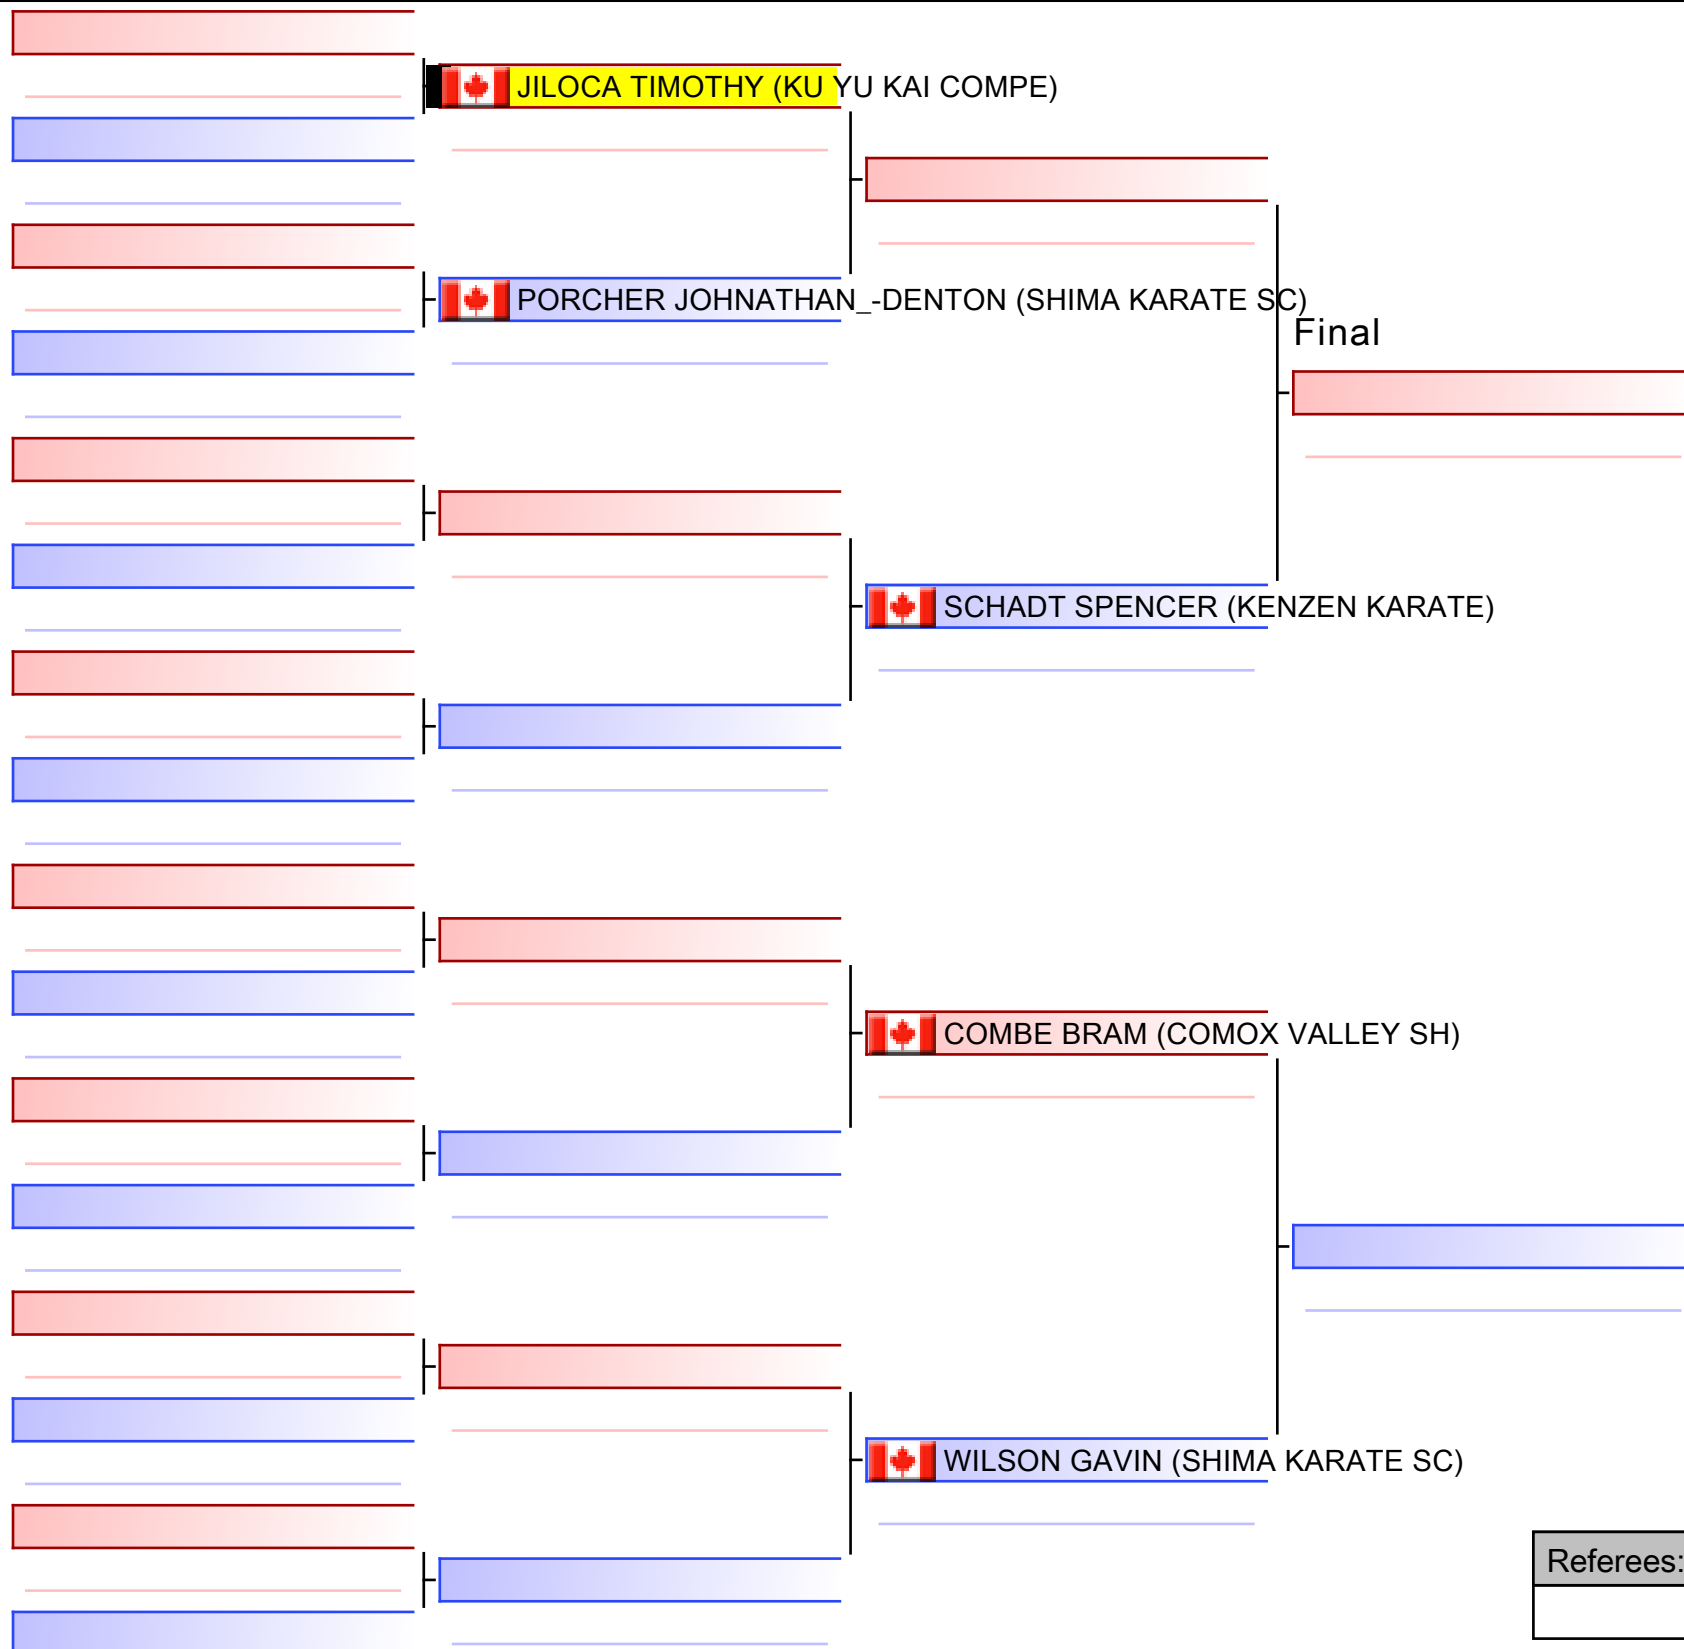 JILOCA TIMOTHY (KU YU KAI COMPE)
PORCHER JOHNATHAN_-DENTON (SHIMA KARATE SC)
Final
SCHADT SPENCER (KENZEN KARATE)
COMBE BRAM (COMOX VALLEY SH)
WILSON GAVIN (SHIMA KARATE SC)
Referees: